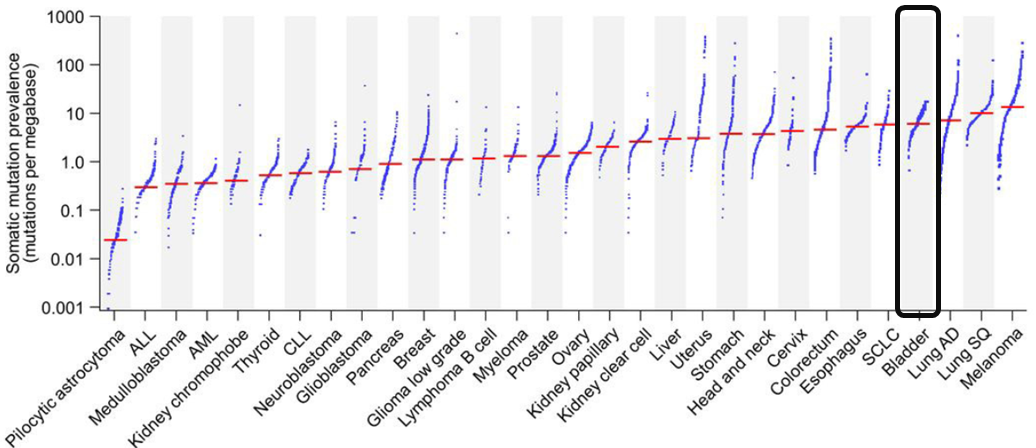 Somatic mutation prevalence
(mutations per megabase)
1000
100
10
1.0
0.1
0.01
0.001
Pilocytic astrocytoma
ALL
Medulloblastoma
AML
Kidney chromophobe
Thyroid
CLL
Neuroblastoma
Glioblastoma
Pancreas
Breast
Glioma low grade
Lymphoma B cell
Myeloma
Prostate
Ovary
Kidney papillary
Kidney clear cell
Liver
Uterus
Stomach
Head and neck
Cervix
Colorectum
Esophagus
SCLC
Bladder
Lung AD
Lung SQ
Melanoma